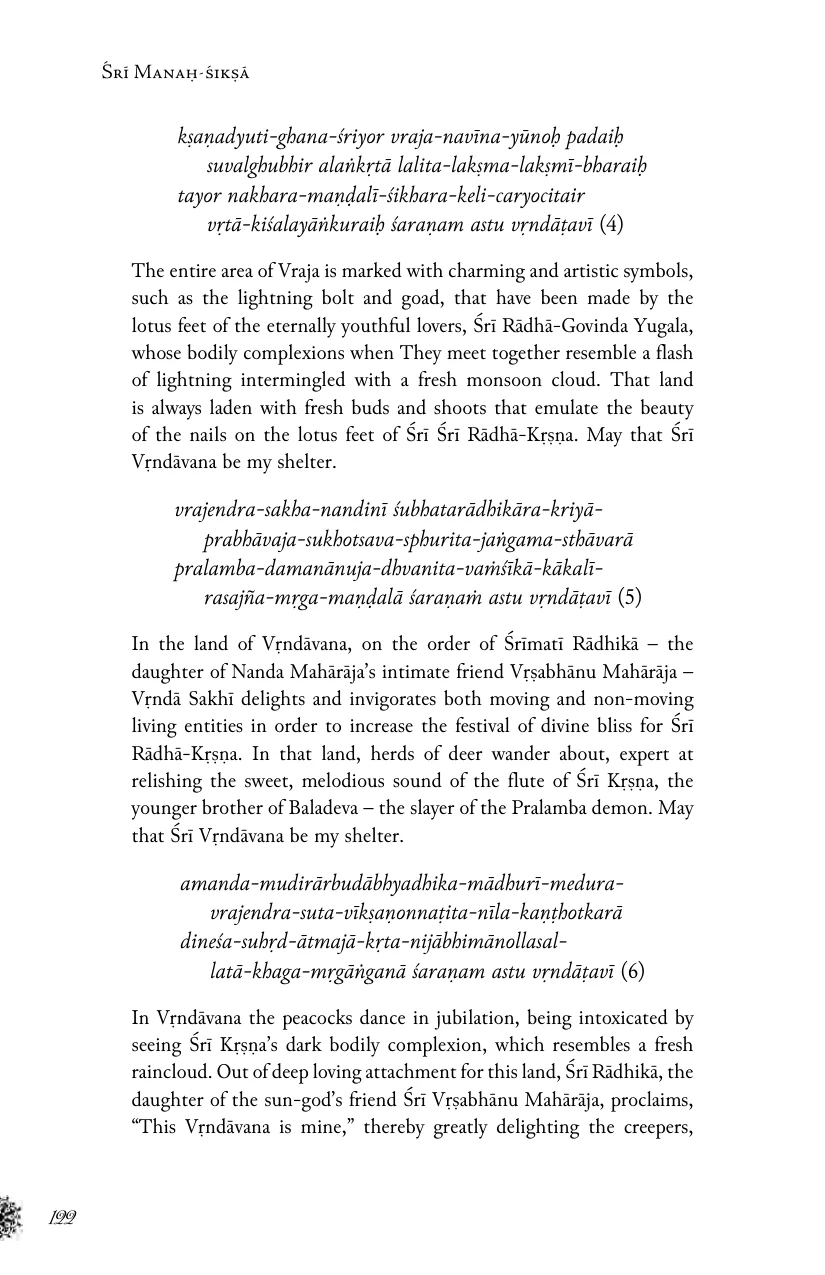 Śrī Manaḥ-śikṣā
kṣaṇadyuti-ghana-śriyor vraja-navīna-yūnoḥ padaiḥ
suvalghubhir alaṅkṛtā lalita-lakṣma-lakṣmī-bharaiḥ
tayor nakhara-maṇḍalī-śikhara-keli-caryocitair
vṛtā-kiśalayāṅkuraiḥ śaraṇam astu vṛndāṭavī (4)
The entire area of Vraja is marked with charming and artistic symbols,
such as the lightning bolt and goad, that have been made by the
lotus feet of the eternally youthful lovers, Śrī Rādhā-Govinda Yugala,
whose bodily complexions when They meet together resemble a flash
of lightning intermingled with a fresh monsoon cloud. That land
is always laden with fresh buds and shoots that emulate the beauty
of the nails on the lotus feet of Śrī Śrī Rādhā-Kṛṣṇa. May that Śrī
Vṛndāvana be my shelter.
vrajendra-sakha-nandinī śubhatarādhikāra-kriyā-
prabhāvaja-sukhotsava-sphurita-jaṅgama-sthāvarā
pralamba-damanānuja-dhvanita-vaṁśīkā-kākalī-
rasajña-mṛga-maṇḍalā śaraṇaṁ astu vṛndāṭavī (5)
In the land of Vṛndāvana, on the order of Śrīmatī Rādhikā – the
daughter of Nanda Mahārāja’s intimate friend Vṛṣabhānu Mahārāja –
Vṛndā Sakhī delights and invigorates both moving and non-moving
living entities in order to increase the festival of divine bliss for Śrī
Rādhā-Kṛṣṇa. In that land, herds of deer wander about, expert at
relishing the sweet, melodious sound of the flute of Śrī Kṛṣṇa, the
younger brother of Baladeva – the slayer of the Pralamba demon. May
that Śrī Vṛndāvana be my shelter.
amanda-mudirārbudābhyadhika-mādhurī-medura-
vrajendra-suta-vīkṣaṇonnaṭita-nīla-kaṇṭhotkarā
dineśa-suhṛd-ātmajā-kṛta-nijābhimānollasal-
latā-khaga-mṛgāṅganā śaraṇam astu vṛndāṭavī (6)
In Vṛndāvana the peacocks dance in jubilation, being intoxicated by
seeing Śrī Kṛṣṇa’s dark bodily complexion, which resembles a fresh
raincloud. Out of deep loving attachment for this land, Śrī Rādhikā, the
daughter of the sun-god’s friend Śrī Vṛṣabhānu Mahārāja, proclaims,
“This Vṛndāvana is mine,” thereby greatly delighting the creepers,
122